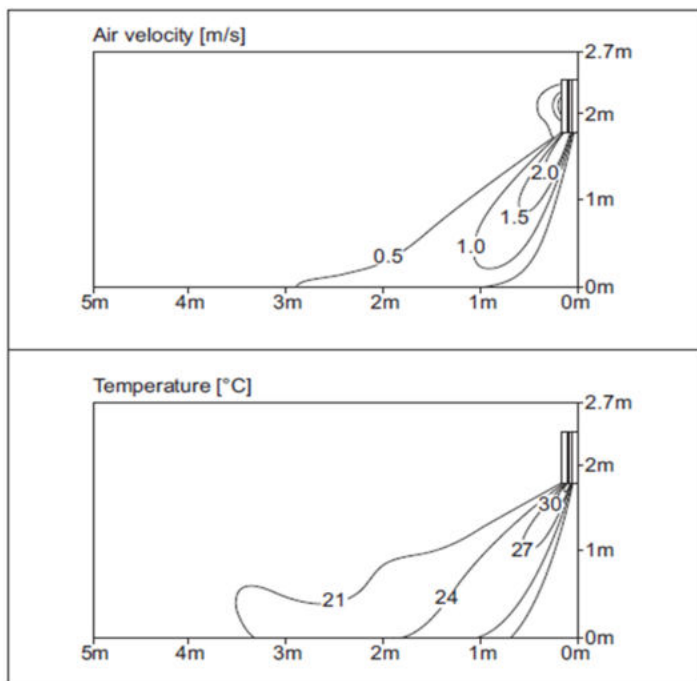 Air velocity [m/s]
2.7m
2m
2.0
1m
1.5
1.0
0.5
0m
5m 4m 3m 2m 1m 0m
Temperature [°C]
2.7m
2m
30
1m
27
24
21
0m
5m 4m 3m 2m 1m 0m